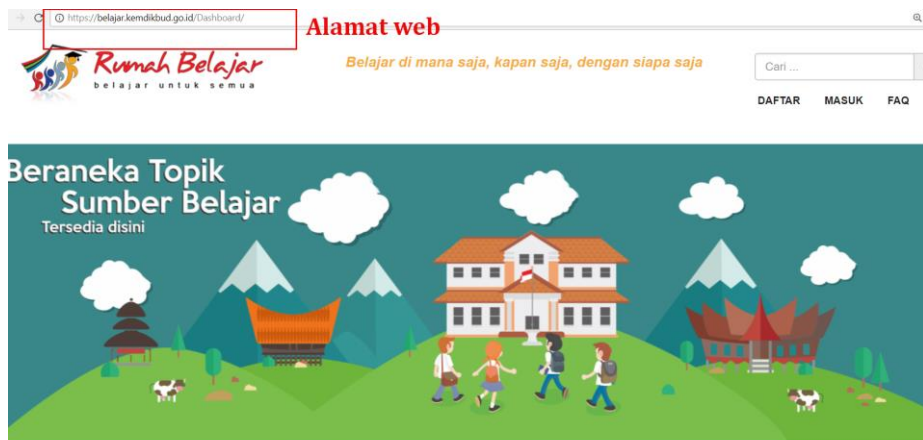 https://belajar.kemdikbud.go.id/Dashboard/
Alamat web
Rumah Belajar
belajar untuk semua
Belajar di mana saja, kapan saja, dengan siapa saja
Cari ...
DAFTAR MASUK FAQ
Beraneka Topik
Sumber Belajar
Tersedia disini